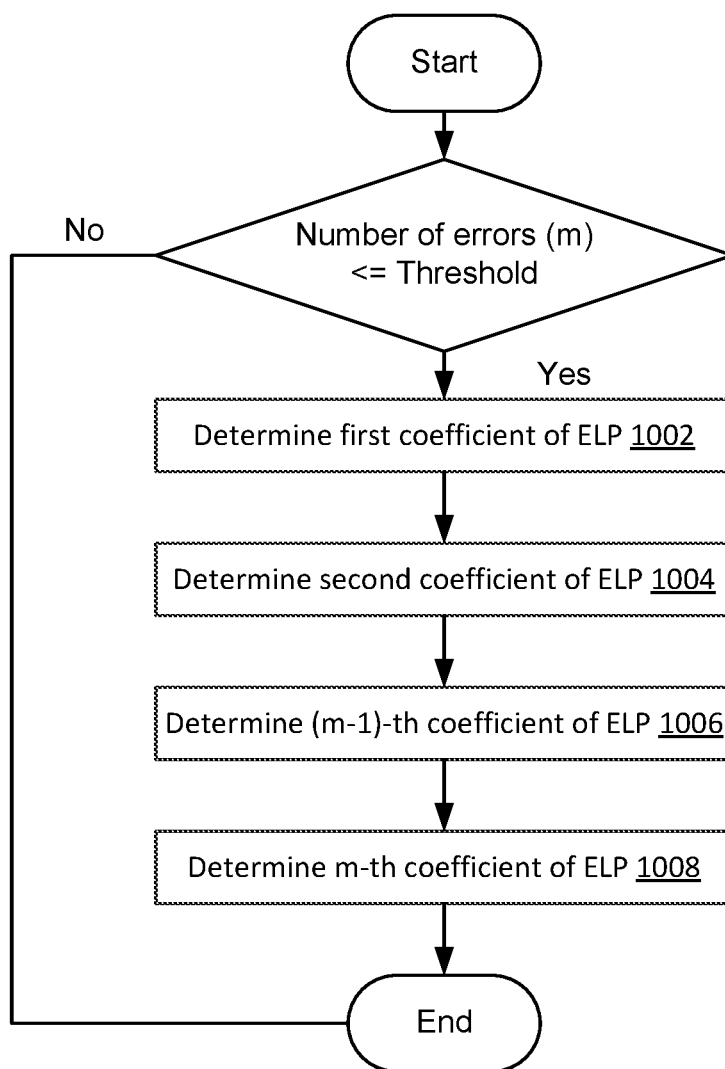 Start
No
Number of errors (m)
<= Threshold
Yes
Determine first coefficient of ELP 1002
Determine second coefficient of ELP 1004
Determine (m-1)-th coefficient of ELP 1006
Determine m-th coefficient of ELP 1008
End